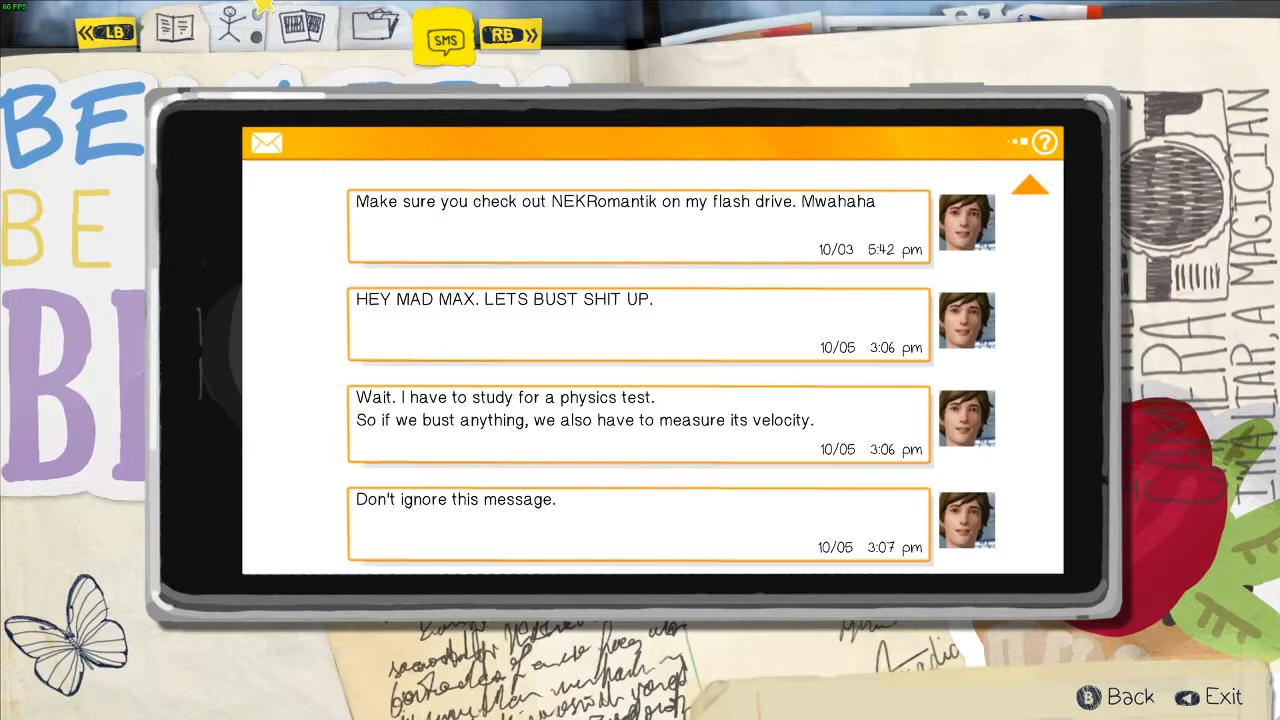 60 FPS
LB
SMS
RB
BE
BE
Make sure you check out NEKRomantik on my flash drive. Mwahaha
10/03 5:42 pm
HEY MAD MAX. LETS BUST SHIT UP.
10/05 3:06 pm
Wait. I have to study for a physics test.
So if we bust anything, we also have to measure its velocity.
10/05 3:06 pm
Don't ignore this message.
10/05 3:07 pm
?
LIAR, A MAGICIAN
B Back
Exit